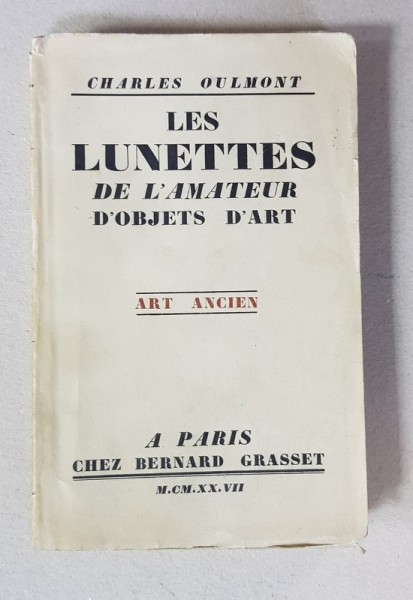 CHARLES OULMONT
LES
LUNETTES
DE L'AMATEUR
D'OBJETS D'ART
ART ANCIEN
A PARIS
CHEZ BERNARD GRASSET
M.CM.XX.VII